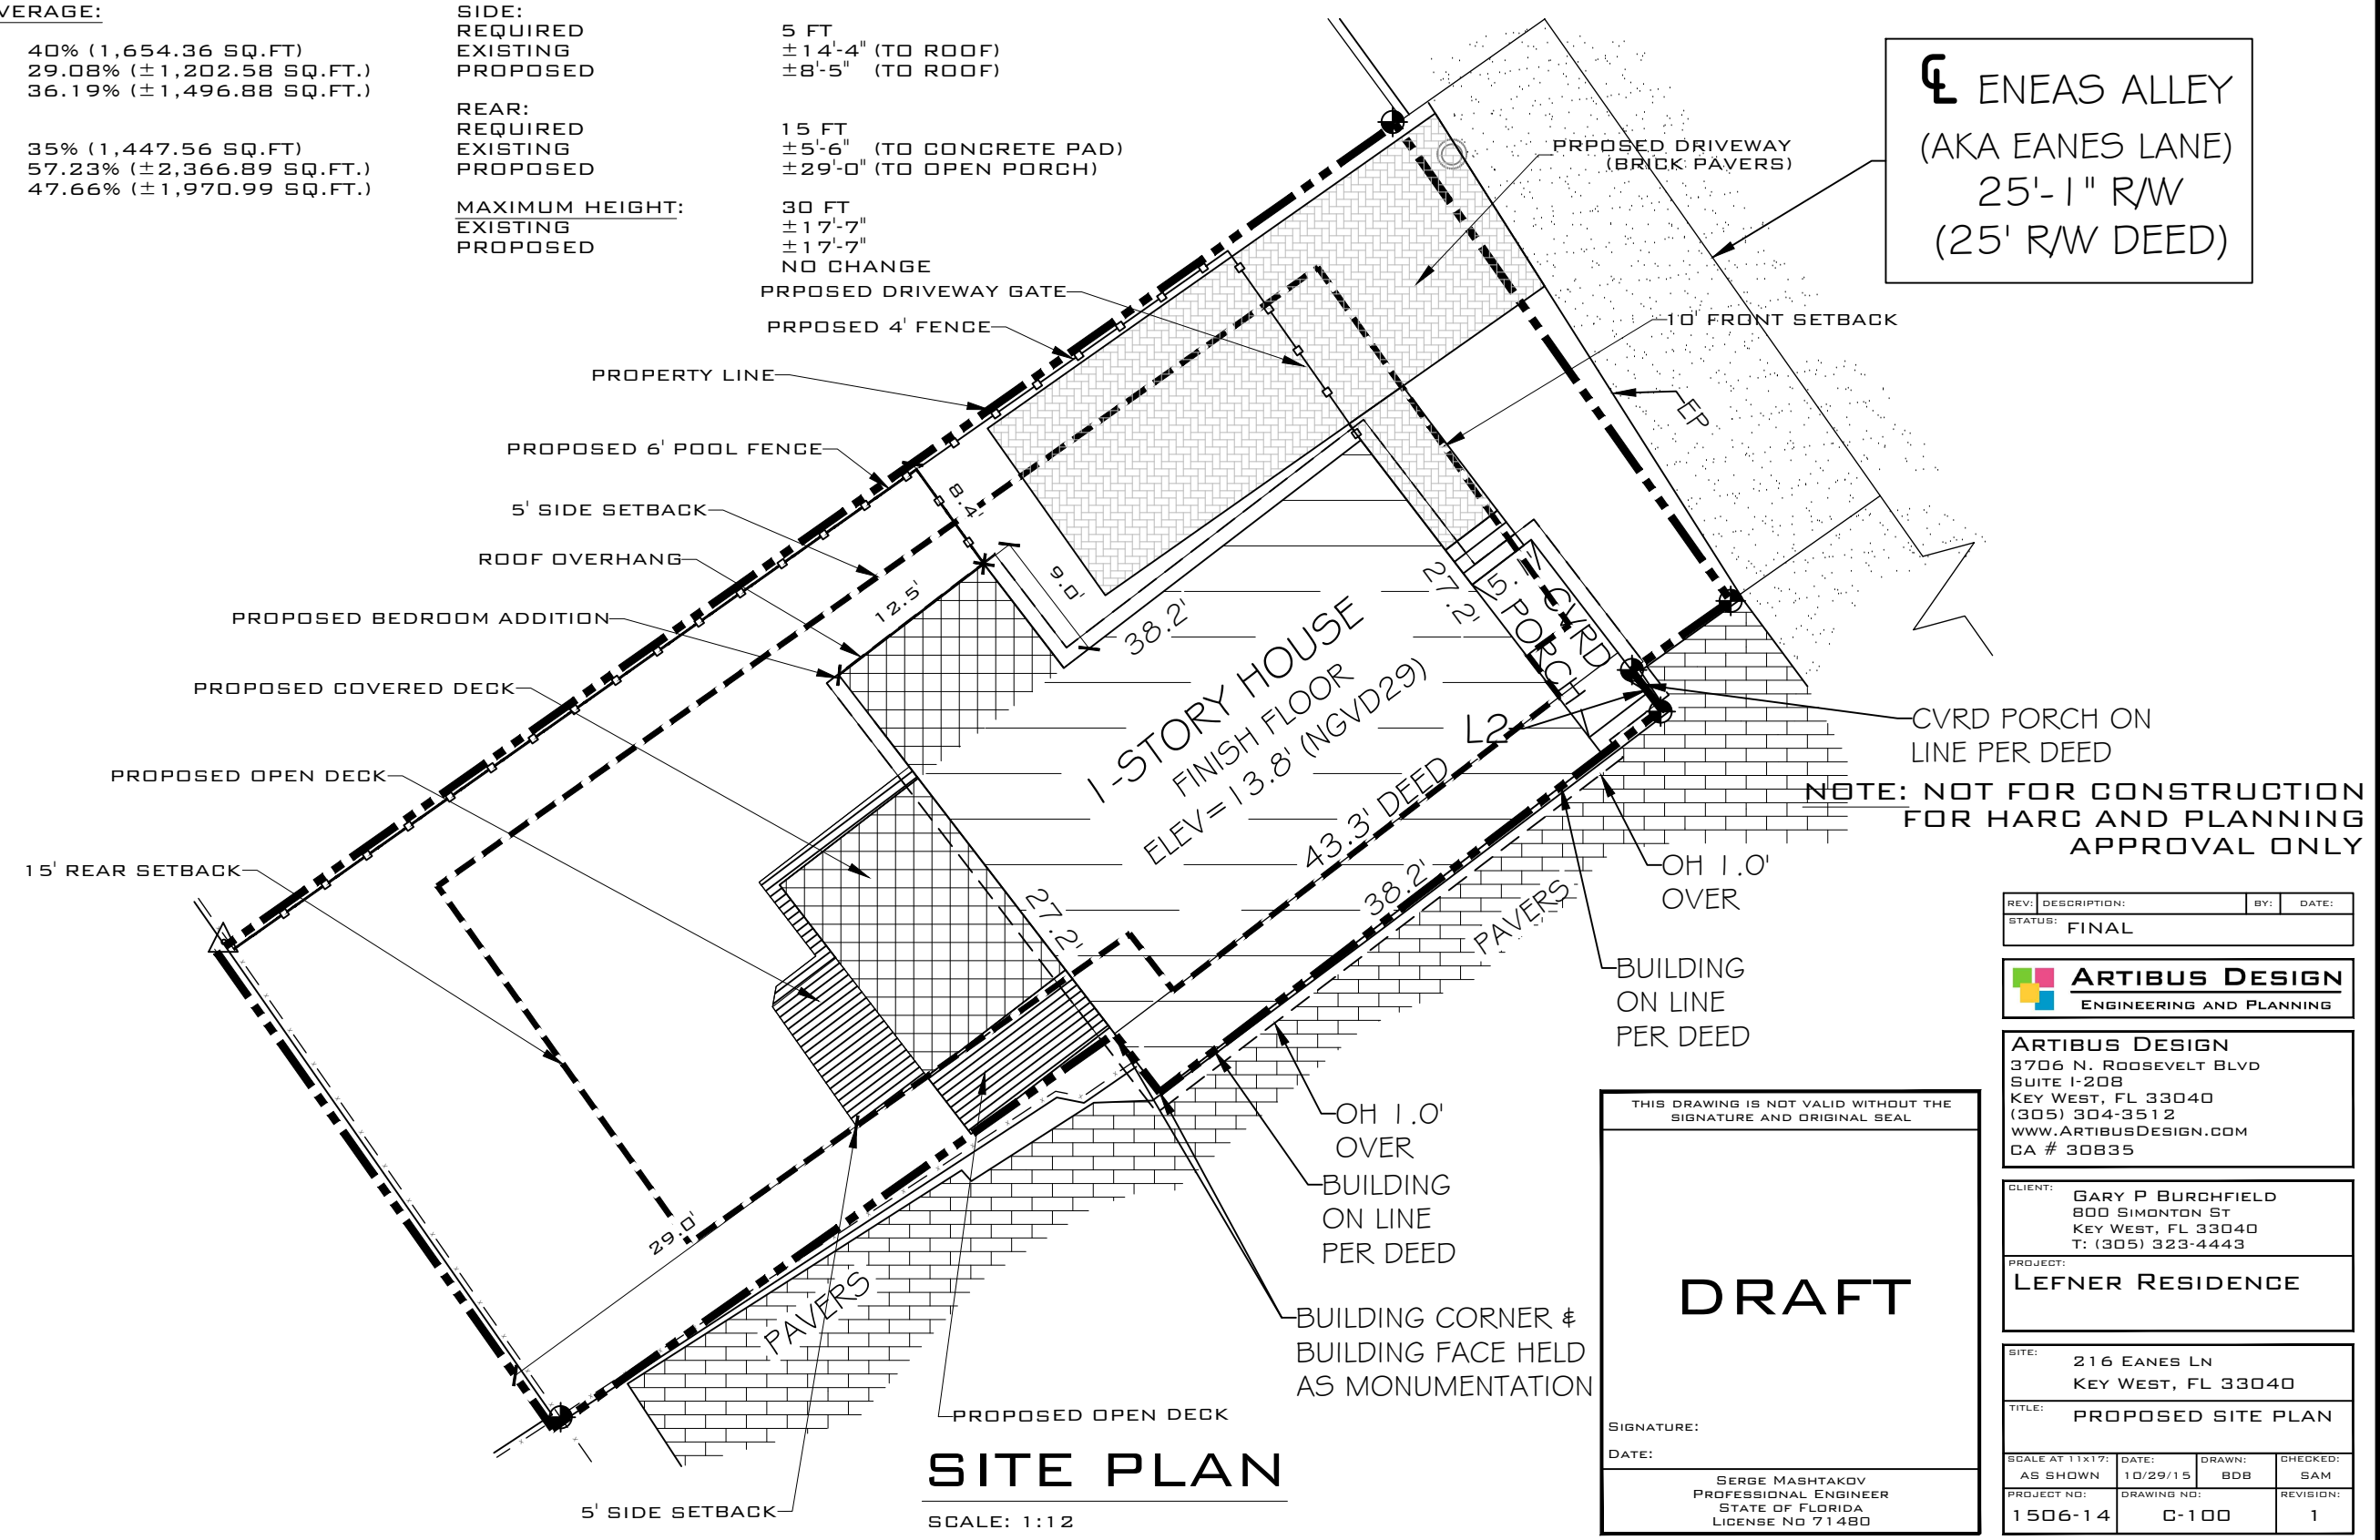 VERAGE:
40% (1,654.36 SQ.FT)
29.08% (±1,202.58 SQ.FT.)
36.19% (±1,496.88 SQ.FT.)
35% (1,447.56 SQ.FT)
57.23% (±2,366.89 SQ.FT.)
47.66% (±1,970.99 SQ.FT.)
SIDE:
REQUIRED 5 FT
EXISTING ±14'-4" (TO ROOF)
PROPOSED ±8'-5" (TO ROOF)
REAR:
REQUIRED 15 FT
EXISTING ±5'-6" (TO CONCRETE PAD)
PROPOSED ±29'-0" (TO OPEN PORCH)
MAXIMUM HEIGHT: 30 FT
EXISTING ±17'-7"
PROPOSED ±17'-7"
NO CHANGE
PRPOSED DRIVEWAY GATE
PRPOSED 4' FENCE
PROPERTY LINE
PROPOSED 6' POOL FENCE
5' SIDE SETBACK
ROOF OVERHANG
PROPOSED BEDROOM ADDITION
PROPOSED COVERED DECK
PROPOSED OPEN DECK
15' REAR SETBACK
PRPOSED DRIVEWAY
(BRICK PAVERS)
℄ ENEAS ALLEY
(AKA EANES LANE)
25'-1" R/W
(25' R/W DEED)
10' FRONT SETBACK
EP
8.4'
9.0'
12.5'
38.2'
27.2'
5.7' CVRD
PORCH
1-STORY HOUSE
FINISH FLOOR
ELEV=13.8' (NGVD29)
L2
43.3' DEED
38.2'
27.2'
29.0'
PAVERS
PAVERS
CVRD PORCH ON
LINE PER DEED
OH 1.0'
OVER
BUILDING
ON LINE
PER DEED
OH 1.0'
OVER
BUILDING
ON LINE
PER DEED
BUILDING CORNER &
BUILDING FACE HELD
AS MONUMENTATION
PROPOSED OPEN DECK
5' SIDE SETBACK
SITE PLAN
SCALE: 1:12
NOTE: NOT FOR CONSTRUCTION
FOR HARC AND PLANNING
APPROVAL ONLY
THIS DRAWING IS NOT VALID WITHOUT THE
SIGNATURE AND ORIGINAL SEAL
DRAFT
SIGNATURE:
DATE:
SERGE MASHTAKOV
PROFESSIONAL ENGINEER
STATE OF FLORIDA
LICENSE NO 71480
REV: DESCRIPTION: BY: DATE:
STATUS: FINAL
ARTIBUS DESIGN
ENGINEERING AND PLANNING
ARTIBUS DESIGN
3706 N. ROOSEVELT BLVD
SUITE I-208
KEY WEST, FL 33040
(305) 304-3512
WWW.ARTIBUSDESIGN.COM
CA # 30835
CLIENT: GARY P BURCHFIELD
800 SIMONTON ST
KEY WEST, FL 33040
T: (305) 323-4443
PROJECT:
LEFNER RESIDENCE
SITE: 216 EANES LN
KEY WEST, FL 33040
TITLE: PROPOSED SITE PLAN
SCALE AT 11x17: DATE: DRAWN: CHECKED:
AS SHOWN 10/29/15 BDB SAM
PROJECT NO: DRAWING NO: REVISION:
1506-14 C-100 1